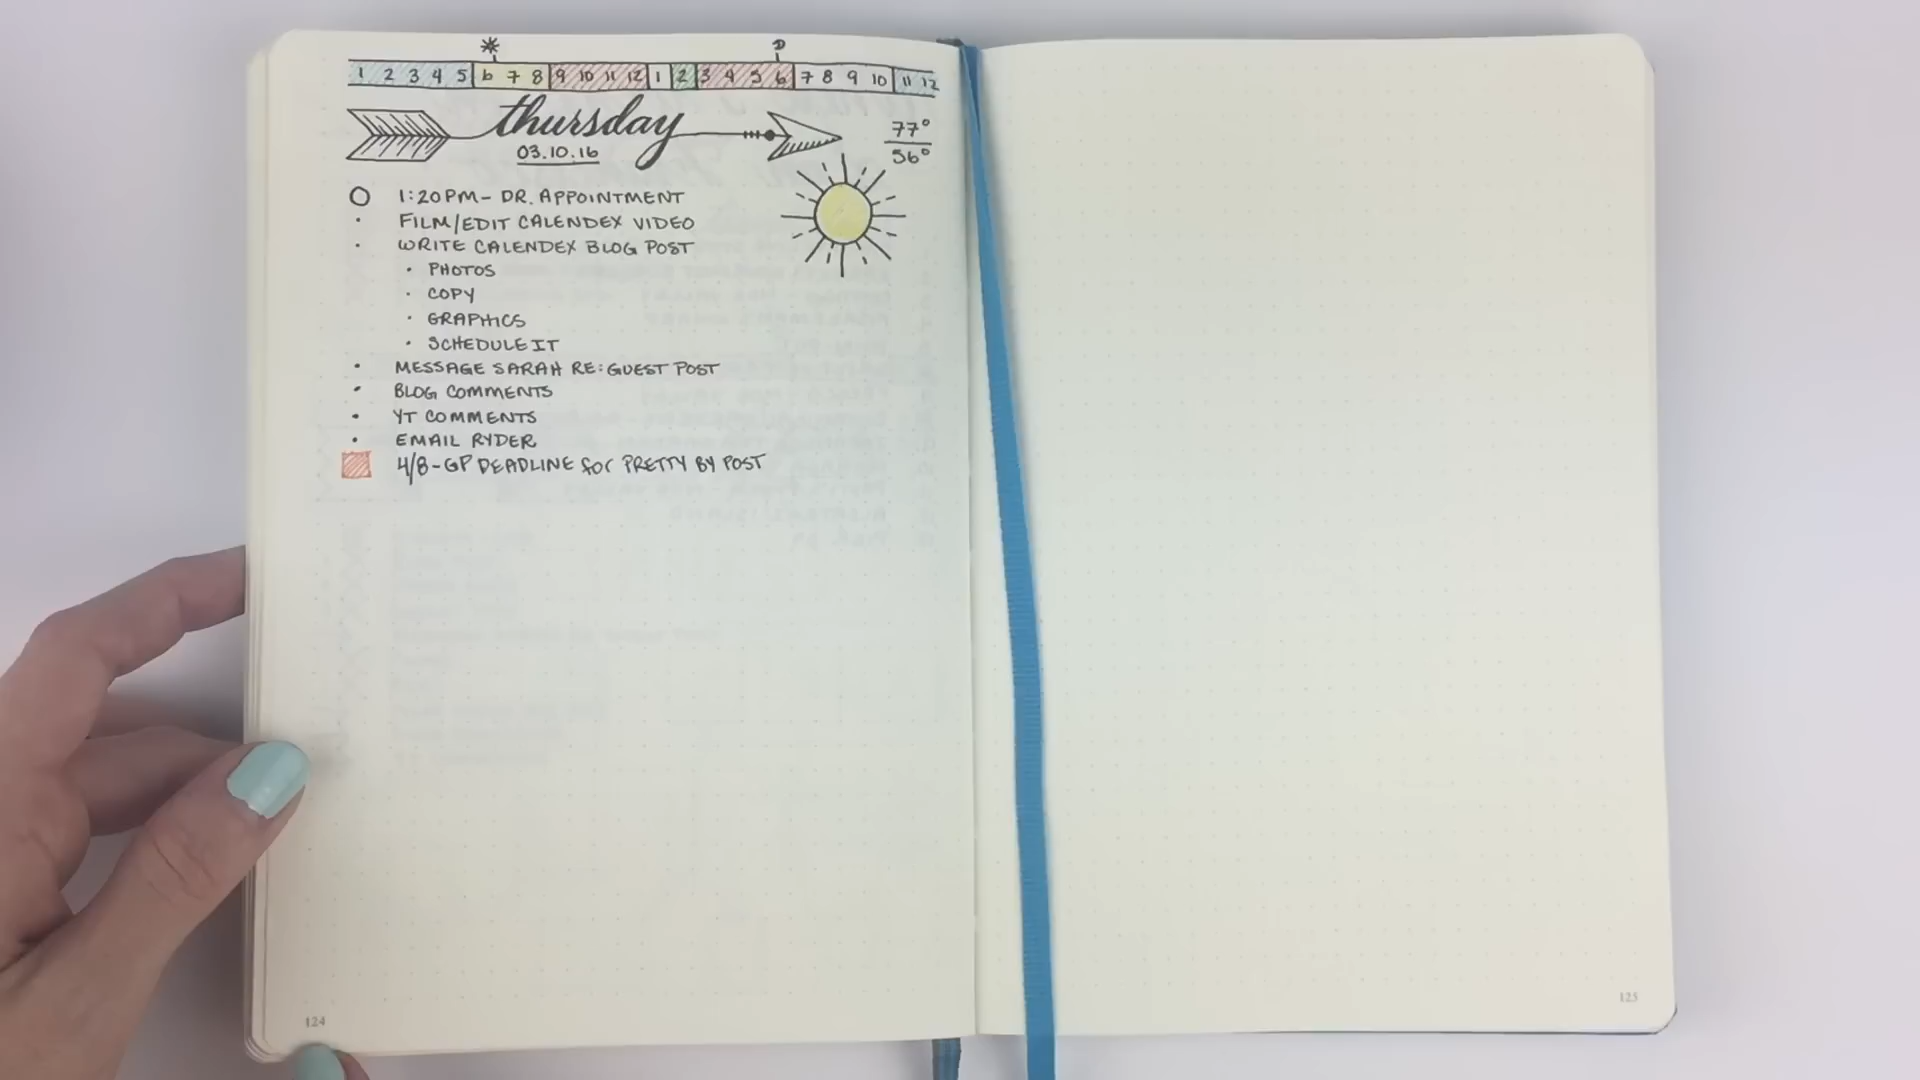 1 2 3 4 5 6 7 8 9 10 11 12 1 2 3 4 5 6 7 8 9 10 11 12
thursday
03.10.16
77°
56°
1:20PM- DR. APPOINTMENT
FILM/EDIT CALENDEX VIDEO
WRITE CALENDEX BLOG POST
PHOTOS
COPY
GRAPHICS
SCHEDULE IT
MESSAGE SARAH RE: GUEST POST
BLOG COMMENTS
YT COMMENTS
EMAIL RYDER
4/8-GP DEADLINE for PRETTY BY POST
124
125